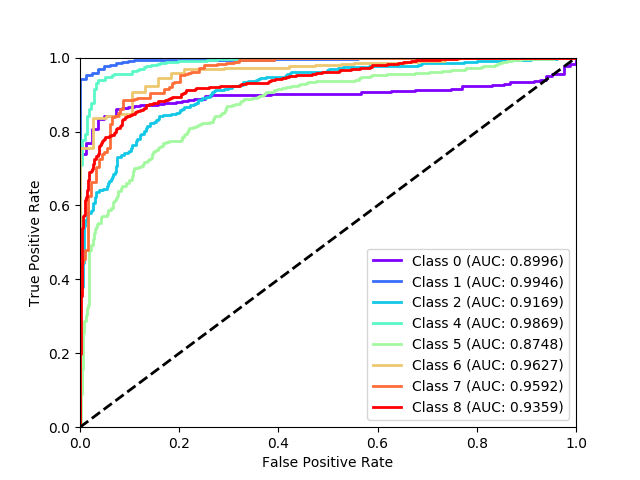 1.0
0.8
0.6
0.4
0.2
0.0
True Positive Rate
Class 0 (AUC: 0.8996)
Class 1 (AUC: 0.9946)
Class 2 (AUC: 0.9169)
Class 4 (AUC: 0.9869)
Class 5 (AUC: 0.8748)
Class 6 (AUC: 0.9627)
Class 7 (AUC: 0.9592)
Class 8 (AUC: 0.9359)
0.0 0.2 0.4 0.6 0.8 1.0
False Positive Rate